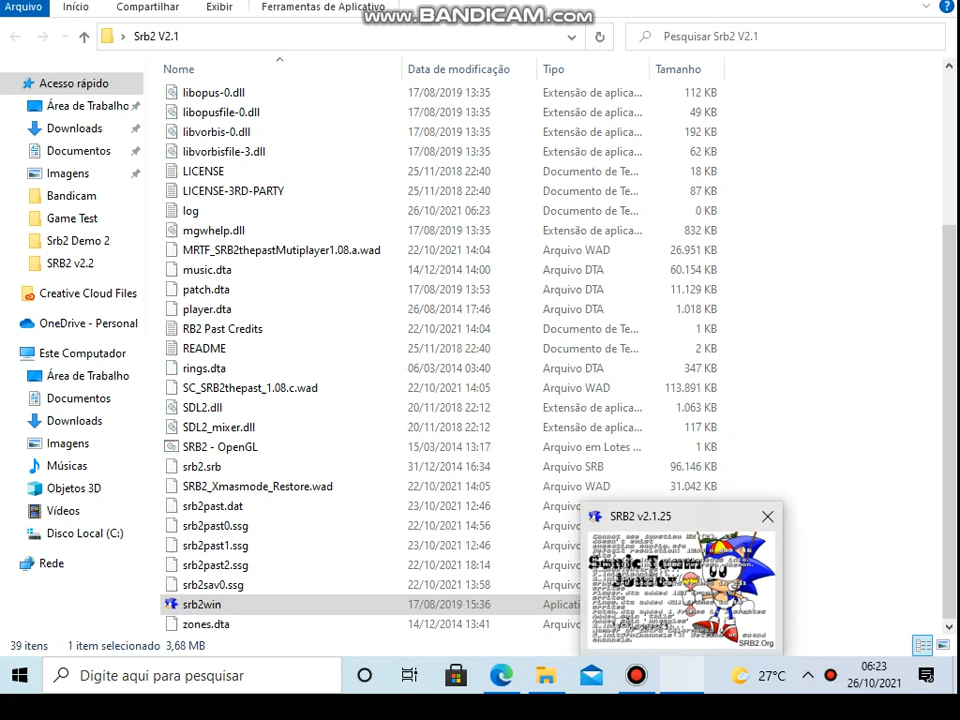 Arquivo Início Compartilhar Exibir Ferramentas de Aplicativo
www.BANDICAM.com
Srb2 V2.1
Pesquisar Srb2 V2.1
Nome Data de modificação Tipo Tamanho
libopus-0.dll 17/08/2019 13:35 Extensão de aplica... 112 KB
libopusfile-0.dll 17/08/2019 13:35 Extensão de aplica... 49 KB
libvorbis-0.dll 17/08/2019 13:35 Extensão de aplica... 192 KB
libvorbisfile-3.dll 17/08/2019 13:35 Extensão de aplica... 62 KB
LICENSE 25/11/2018 22:40 Documento de Te... 18 KB
LICENSE-3RD-PARTY 25/11/2018 22:40 Documento de Te... 87 KB
log 26/10/2021 06:23 Documento de Te... 0 KB
mgwhelp.dll 17/08/2019 13:35 Extensão de aplica... 832 KB
MRTF_SRB2thepastMutiplayer1.08.a.wad 22/10/2021 14:04 Arquivo WAD 26.951 KB
music.dta 14/12/2014 14:00 Arquivo DTA 60.154 KB
patch.dta 17/08/2019 13:53 Arquivo DTA 11.129 KB
player.dta 26/08/2014 17:46 Arquivo DTA 1.018 KB
RB2 Past Credits 22/10/2021 14:04 Documento de Te... 1 KB
README 25/11/2018 22:40 Documento de Te... 2 KB
rings.dta 06/03/2014 03:40 Arquivo DTA 347 KB
SC_SRB2thepast_1.08.c.wad 22/10/2021 14:05 Arquivo WAD 113.891 KB
SDL2.dll 20/11/2018 22:12 Extensão de aplica... 1.063 KB
SDL2_mixer.dll 20/11/2018 22:12 Extensão de aplica... 117 KB
SRB2 - OpenGL 15/03/2014 13:17 Arquivo em Lotes ... 1 KB
srb2.srb 31/12/2014 16:34 Arquivo SRB 96.146 KB
SRB2_Xmasmode_Restore.wad 22/10/2021 14:05 Arquivo WAD 31.042 KB
srb2past.dat 23/10/2021 12:46
srb2past0.ssg 22/10/2021 14:56
srb2past1.ssg 23/10/2021 12:46
srb2past2.ssg 22/10/2021 18:14
srb2sav0.ssg 22/10/2021 13:58
srb2win 17/08/2019 15:36
zones.dta 14/12/2014 13:41
Acesso rápido
Área de Trabalho
Downloads
Documentos
Imagens
Bandicam
Game Test
Srb2 Demo 2
SRB2 v2.2
Creative Cloud Files
OneDrive - Personal
Este Computador
Área de Trabalho
Documentos
Downloads
Imagens
Músicas
Objetos 3D
Vídeos
Disco Local (C:)
Rede
SRB2 v2.1.25
Sonic Team
Junior
SRB2.Org
39 itens 1 item selecionado 3,68 MB
Digite aqui para pesquisar
27°C
06:23
26/10/2021